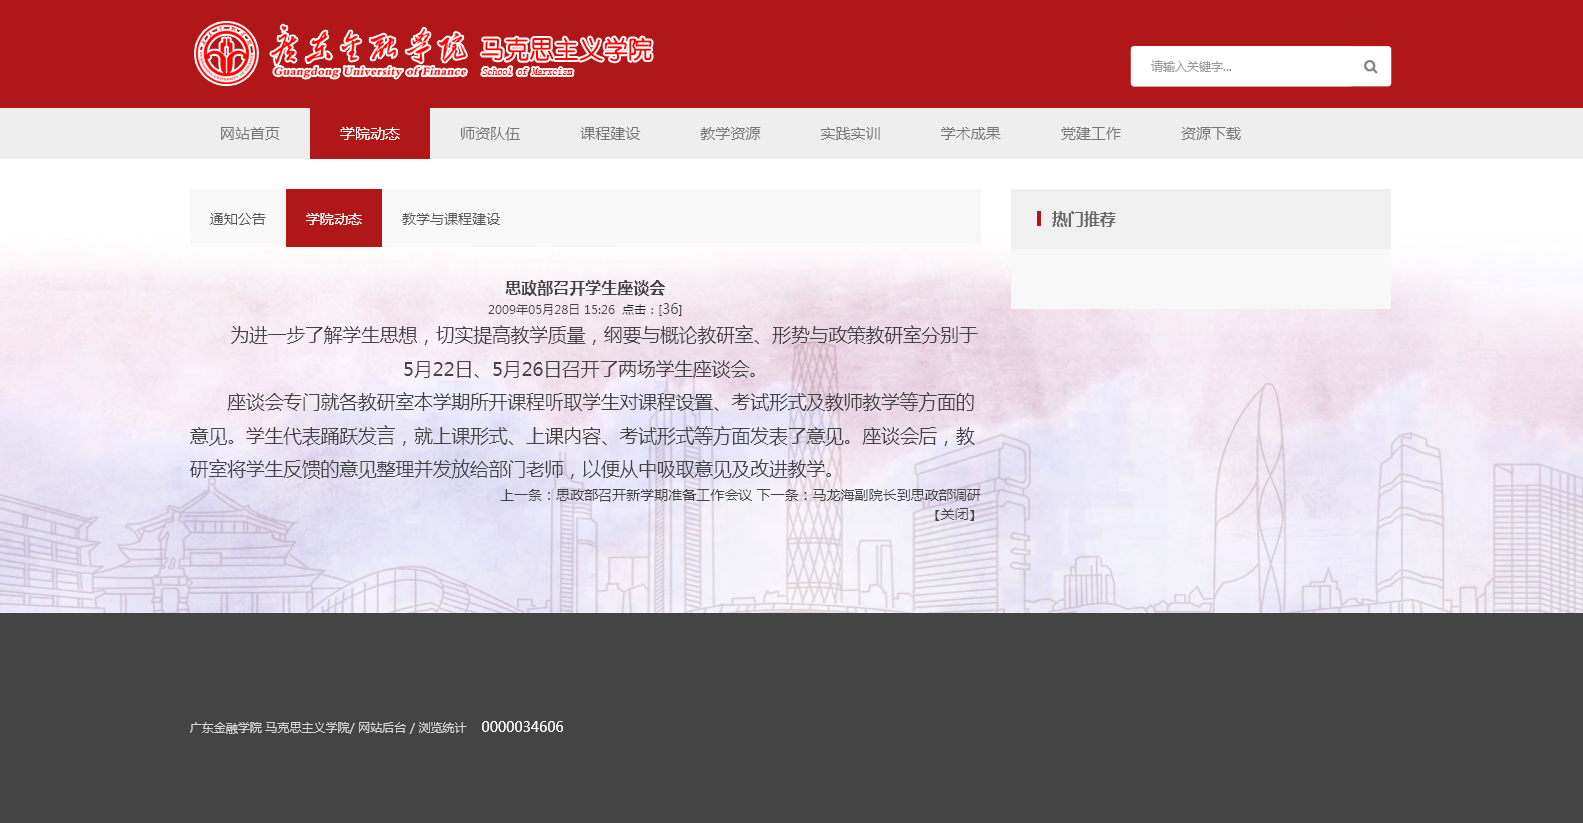 广东金融学院 马克思主义学院
Guangdong University of Finance School of Marxism
请输入关键字...
网站首页 学院动态 师资队伍 课程建设 教学资源 实践实训 学术成果 党建工作 资源下载
通知公告 学院动态 教学与课程建设
热门推荐
思政部召开学生座谈会
2009年05月28日 15:26 点击：[36]
为进一步了解学生思想，切实提高教学质量，纲要与概论教研室、形势与政策教研室分别于
5月22日、5月26日召开了两场学生座谈会。
座谈会专门就各教研室本学期所开课程听取学生对课程设置、考试形式及教师教学等方面的
意见。学生代表踊跃发言，就上课形式、上课内容、考试形式等方面发表了意见。座谈会后，教
研室将学生反馈的意见整理并发放给部门老师，以便从中吸取意见及改进教学。
上一条：思政部召开新学期准备工作会议 下一条：马龙海副院长到思政部调研
【关闭】
广东金融学院 马克思主义学院/ 网站后台 / 浏览统计 0000034606